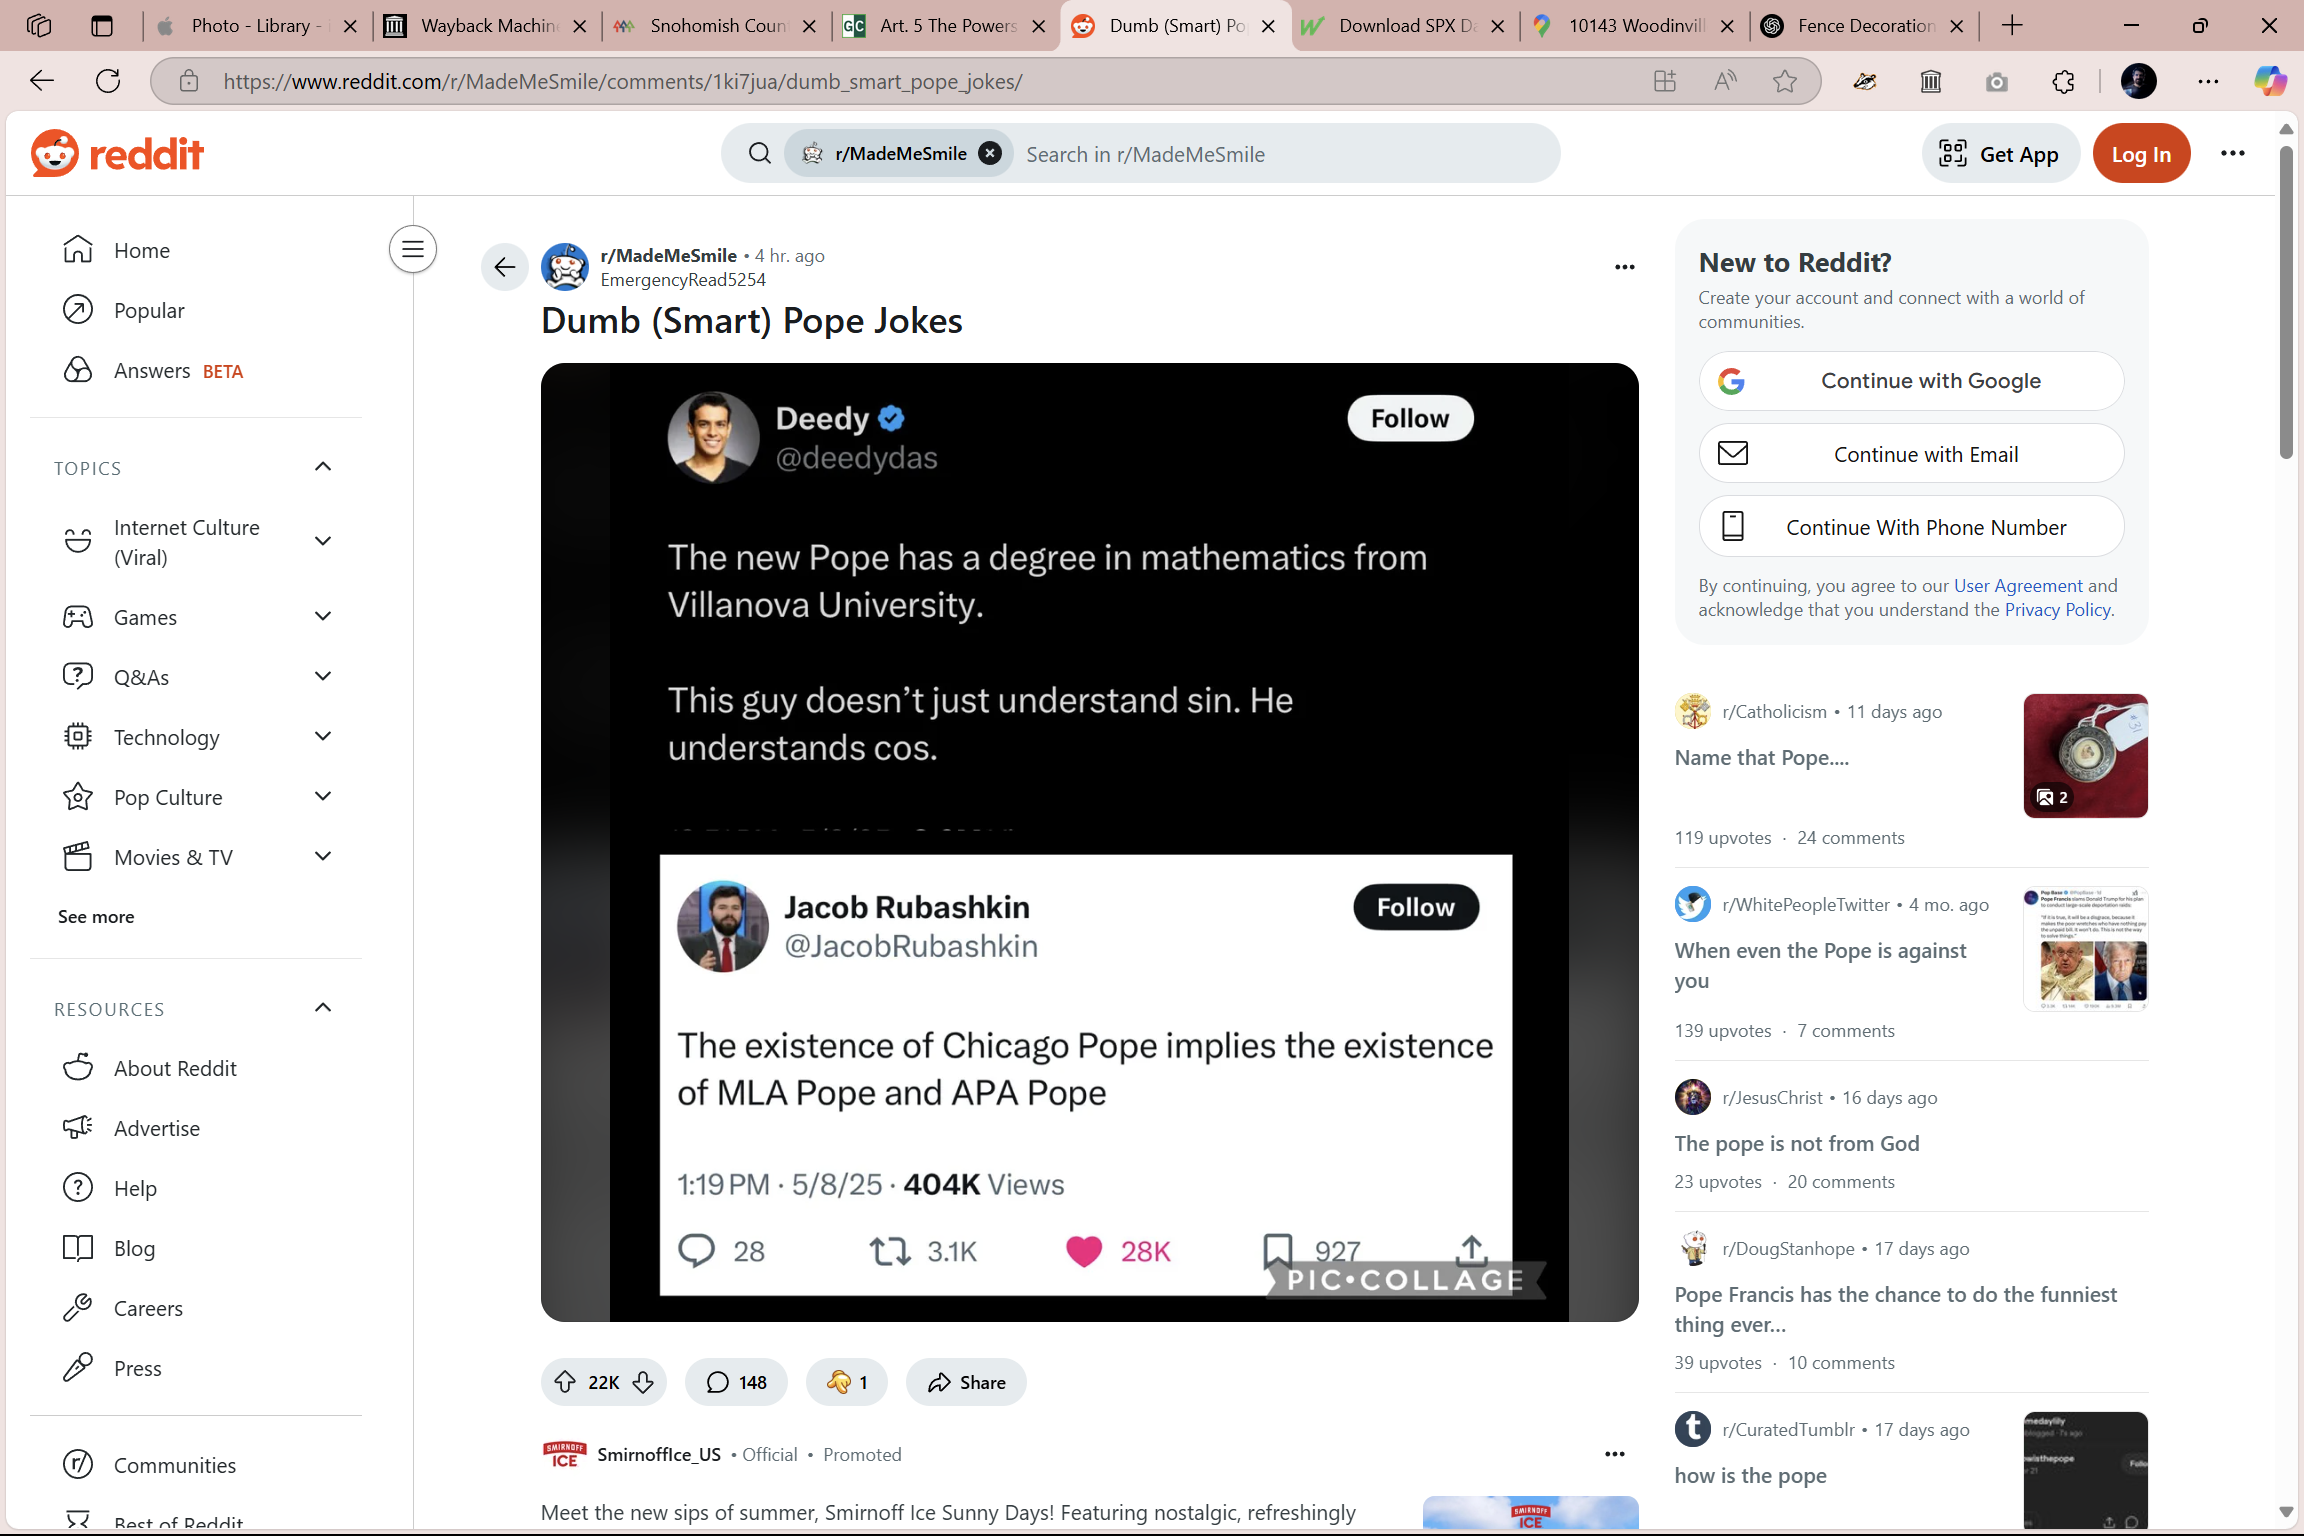 Photo - Library -
Wayback Machin
Snohomish Coun
GC
Art. 5 The Powers
Dumb (Smart) Po
Download SPX Da
10143 Woodinvill
Fence Decoration
https://www.reddit.com/r/MadeMeSmile/comments/1ki7jua/dumb_smart_pope_jokes/
reddit
r/MadeMeSmile
Search in r/MadeMeSmile
Get App
Log In
Home
Popular
Answers BETA
TOPICS
Internet Culture
(Viral)
Games
Q&As
Technology
Pop Culture
Movies & TV
See more
RESOURCES
About Reddit
Advertise
Help
Blog
Careers
Press
Communities
Best of Reddit
r/MadeMeSmile • 4 hr. ago
EmergencyRead5254
Dumb (Smart) Pope Jokes
Deedy
@deedydas
Follow
The new Pope has a degree in mathematics from
Villanova University.
This guy doesn’t just understand sin. He
understands cos.
Jacob Rubashkin
@JacobRubashkin
Follow
The existence of Chicago Pope implies the existence
of MLA Pope and APA Pope
1:19 PM · 5/8/25 · 404K Views
28
3.1K
28K
927
PIC•COLLAGE
22K
148
1
Share
SMIRNOFF
ICE
SmirnoffIce_US • Official • Promoted
Meet the new sips of summer, Smirnoff Ice Sunny Days! Featuring nostalgic, refreshingly
SMIRNOFF
ICE
New to Reddit?
Create your account and connect with a world of
communities.
Continue with Google
Continue with Email
Continue With Phone Number
By continuing, you agree to our User Agreement and
acknowledge that you understand the Privacy Policy.
r/Catholicism • 11 days ago
Name that Pope....
2
119 upvotes · 24 comments
r/WhitePeopleTwitter • 4 mo. ago
When even the Pope is against
you
139 upvotes · 7 comments
r/JesusChrist • 16 days ago
The pope is not from God
23 upvotes · 20 comments
r/DougStanhope • 17 days ago
Pope Francis has the chance to do the funniest
thing ever...
39 upvotes · 10 comments
r/CuratedTumblr • 17 days ago
how is the pope